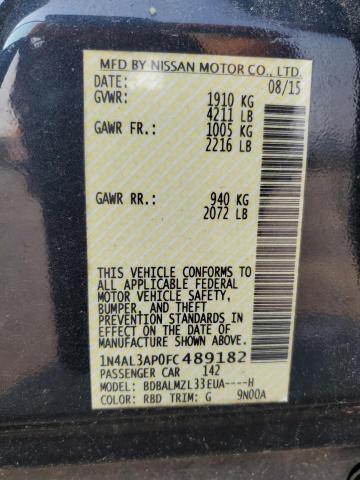 MFD BY NISSAN MOTOR CO., LTD.
DATE: 08/15
GVWR: 1910 KG
4211 LB
GAWR FR.: 1005 KG
2216 LB
GAWR RR.: 940 KG
2072 LB
THIS VEHICLE CONFORMS TO
ALL APPLICABLE FEDERAL
MOTOR VEHICLE SAFETY,
BUMPER, AND THEFT
PREVENTION STANDARDS IN
EFFECT ON THE DATE OF
MANUFACTURE SHOWN ABOVE.
1N4AL3AP0FC489182
PASSENGER CAR 142
MODEL: BDBALMZL33EUA----H
COLOR: RBD TRIM: G 9N00A